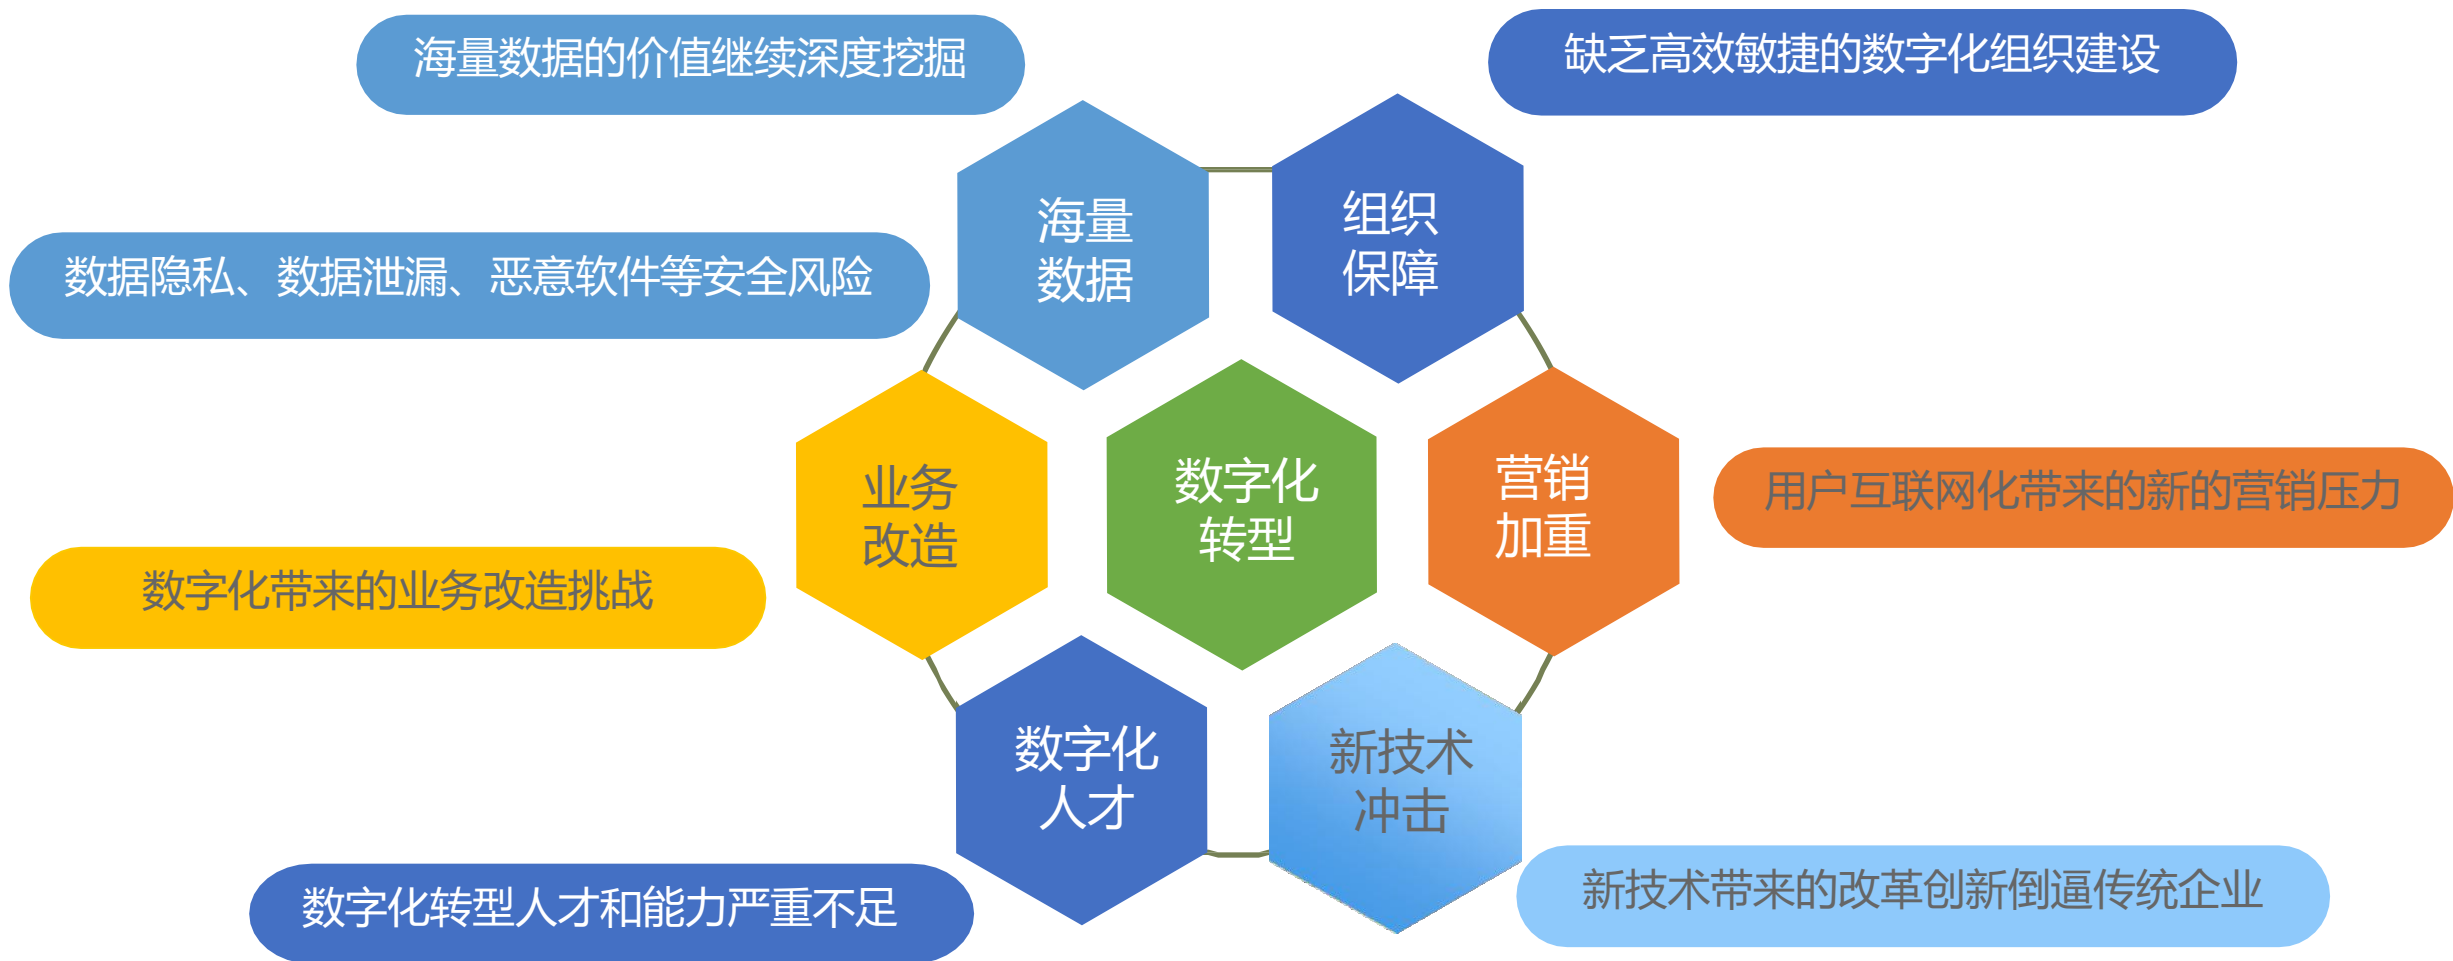 海量数据的价值继续深度挖掘
缺乏高效敏捷的数字化组织建设
海量
数据
组织
保障
数据隐私、数据泄漏、恶意软件等安全风险
业务
改造
数字化
转型
营销
加重
用户互联网化带来的新的营销压力
数字化带来的业务改造挑战
数字化
人才
新技术
冲击
数字化转型人才和能力严重不足
新技术带来的改革创新倒逼传统企业